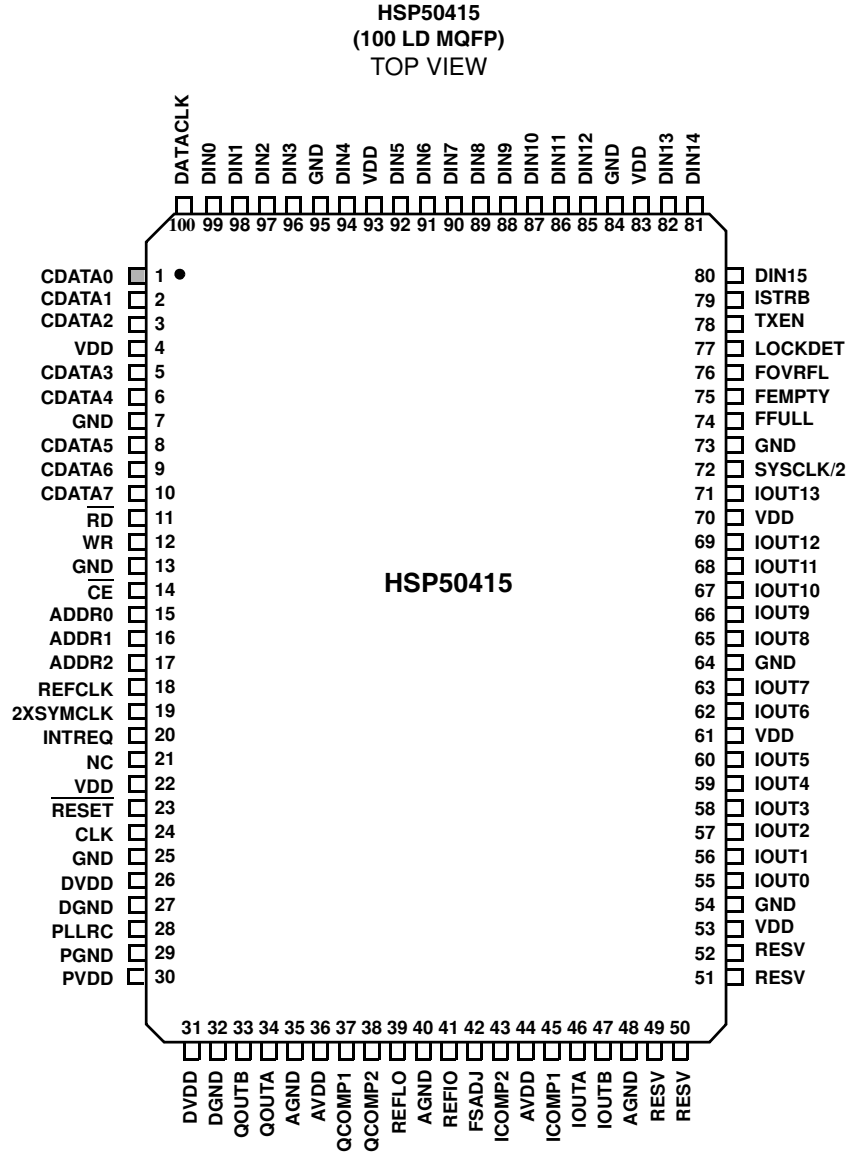 HSP50415
(100 LD MQFP)
TOP VIEW
DATACLK DIN0 DIN1 DIN2 DIN3 GND DIN4 VDD DIN5 DIN6 DIN7 DIN8 DIN9 DIN10 DIN11 DIN12 GND VDD DIN13 DIN14
100 99 98 97 96 95 94 93 92 91 90 89 88 87 86 85 84 83 82 81
CDATA0 1 80 DIN15
CDATA1 2 79 ISTRB
CDATA2 3 78 TXEN
VDD 4 77 LOCKDET
CDATA3 5 76 FOVRFL
CDATA4 6 75 FEMPTY
GND 7 74 FFULL
CDATA5 8 73 GND
CDATA6 9 72 SYSCLK/2
CDATA7 10 71 IOUT13
RD 11 70 VDD
WR 12 69 IOUT12
GND 13 68 IOUT11
CE 14 67 IOUT10
ADDR0 15 66 IOUT9
ADDR1 16 65 IOUT8
ADDR2 17 64 GND
REFCLK 18 63 IOUT7
2XSYMCLK 19 62 IOUT6
INTREQ 20 61 VDD
NC 21 60 IOUT5
VDD 22 59 IOUT4
RESET 23 58 IOUT3
CLK 24 57 IOUT2
GND 25 56 IOUT1
DVDD 26 55 IOUT0
DGND 27 54 GND
PLLRC 28 53 VDD
PGND 29 52 RESV
PVDD 30 51 RESV
HSP50415
31 32 33 34 35 36 37 38 39 40 41 42 43 44 45 46 47 48 49 50
DVDD DGND QOUTB QOUTA AGND AVDD QCOMP1 QCOMP2 REFLO AGND REFIO FSADJ ICOMP2 AVDD ICOMP1 IOUTA IOUTB AGND RESV RESV